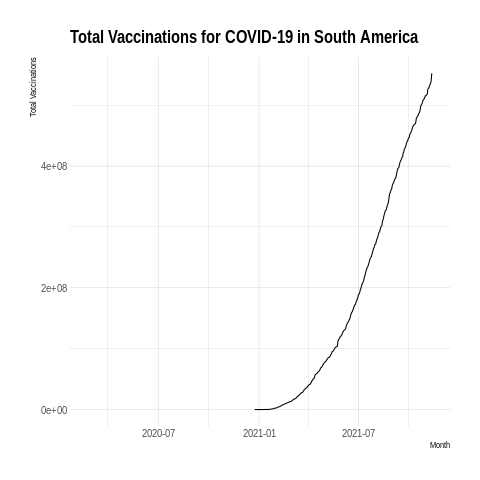 Total Vaccinations for COVID-19 in South America
Total Vaccinations
4e+08
2e+08
0e+00
2020-07 2021-01 2021-07
Month